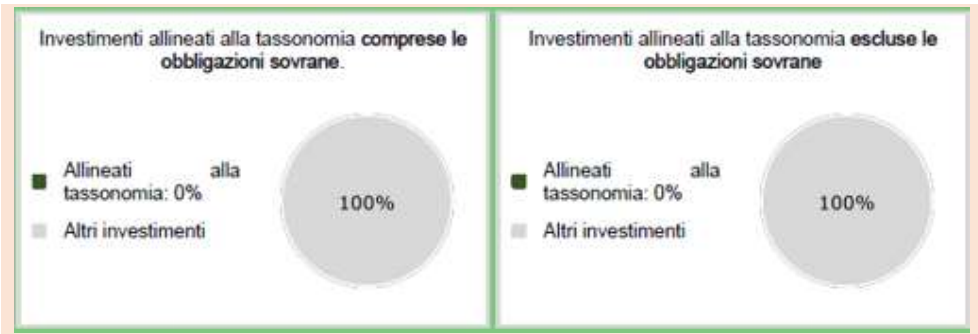 Investimenti allineati alla tassonomia comprese le
obbligazioni sovrane.
Allineati alla
tassonomia: 0%
Altri investimenti
100%
Investimenti allineati alla tassonomia escluse le
obbligazioni sovrane
Allineati alla
tassonomia: 0%
Altri investimenti
100%